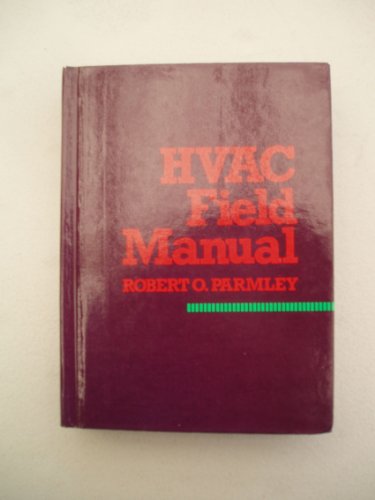 HVAC
Field
Manual
ROBERT O. PARMLEY